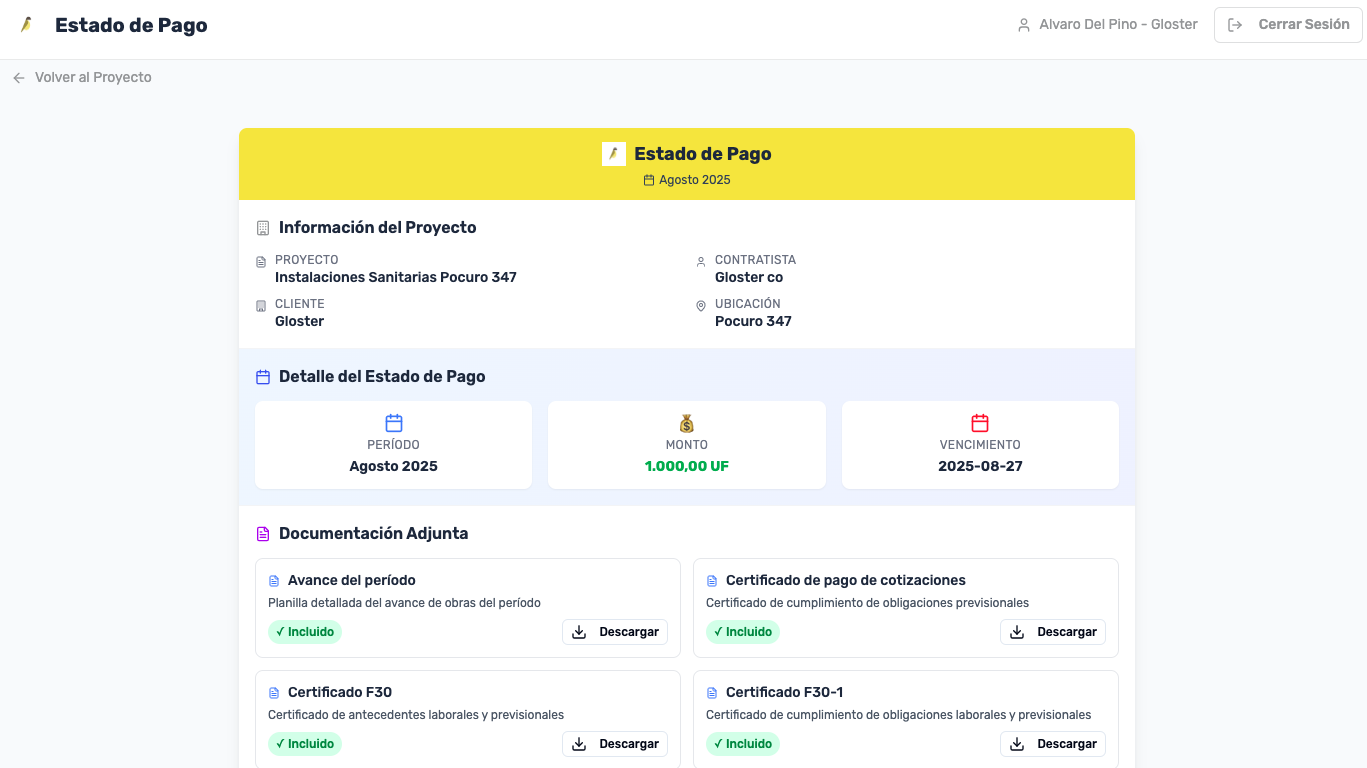 Estado de Pago
Alvaro Del Pino - Gloster
Cerrar Sesión
Volver al Proyecto
Estado de Pago
Agosto 2025
Información del Proyecto
PROYECTO
Instalaciones Sanitarias Pocuro 347
CONTRATISTA
Gloster co
CLIENTE
Gloster
UBICACIÓN
Pocuro 347
Detalle del Estado de Pago
PERÍODO
Agosto 2025
MONTO
1.000,00 UF
VENCIMIENTO
2025-08-27
Documentación Adjunta
Avance del período
Planilla detallada del avance de obras del período
✓ Incluido
Descargar
Certificado de pago de cotizaciones
Certificado de cumplimiento de obligaciones previsionales
✓ Incluido
Descargar
Certificado F30
Certificado de antecedentes laborales y previsionales
✓ Incluido
Descargar
Certificado F30-1
Certificado de cumplimiento de obligaciones laborales y previsionales
✓ Incluido
Descargar